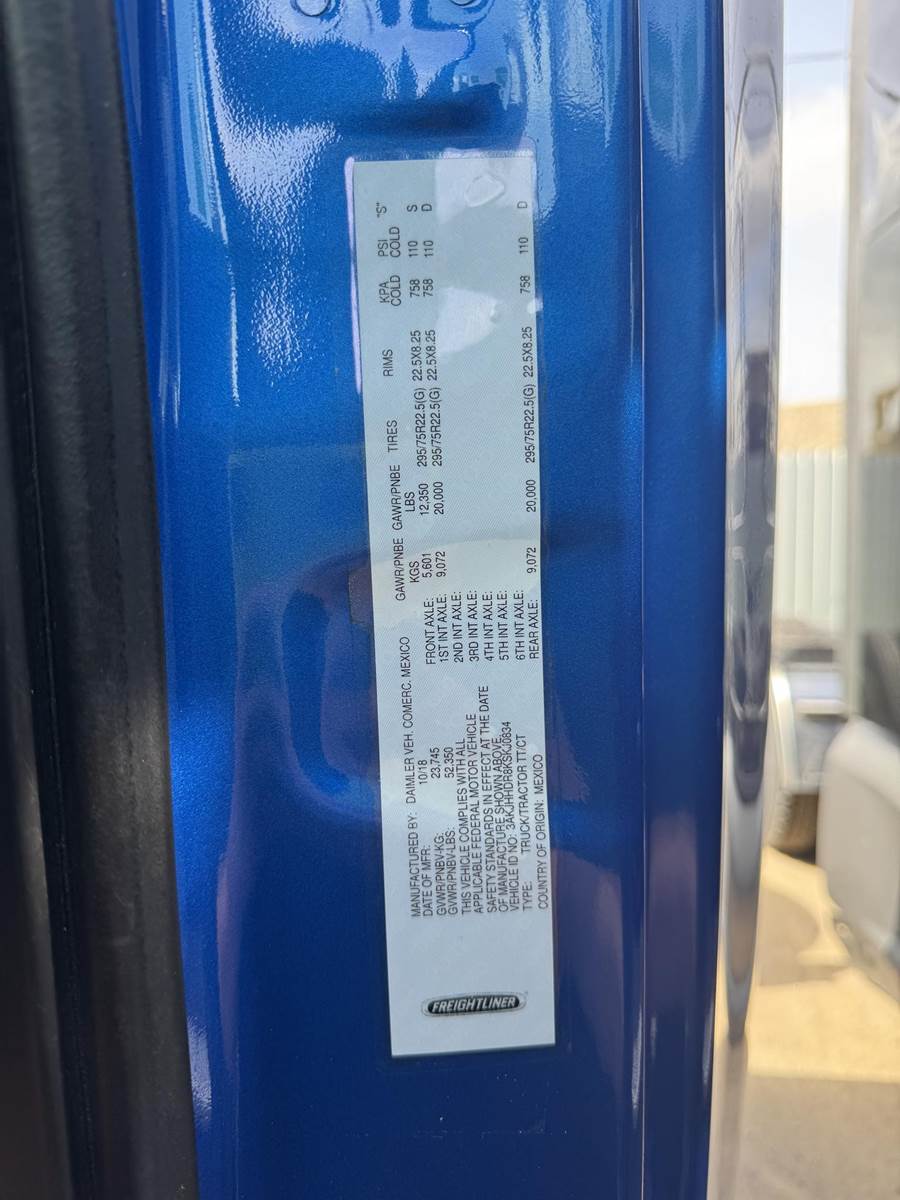 FREIGHTLINER
MANUFACTURED BY: DAIMLER VEH. COMERC. MEXICO
DATE OF MFR: 10/18
GVWR/PNBV-KG: 23,745
GVWR/PNBV-LBS: 52,350
THIS VEHICLE COMPLIES WITH ALL
APPLICABLE FEDERAL MOTOR VEHICLE
SAFETY STANDARDS IN EFFECT AT THE DATE
OF MANUFACTURE SHOWN ABOVE.
VEHICLE ID NO: 3AKJHHDR8KSKJ0834
TYPE: TRUCK/TRACTOR TT/CT
COUNTRY OF ORIGIN: MEXICO
GAWR/PNBE GAWR/PNBE TIRES RIMS KPA PSI "S"
KGS LBS COLD COLD
FRONT AXLE: 5,601 12,350 295/75R22.5(G) 22.5X8.25 758 110 S
1ST INT AXLE: 9,072 20,000 295/75R22.5(G) 22.5X8.25 758 110 D
2ND INT AXLE:
3RD INT AXLE:
4TH INT AXLE:
5TH INT AXLE:
6TH INT AXLE:
REAR AXLE: 9,072 20,000 295/75R22.5(G) 22.5X8.25 758 110 D